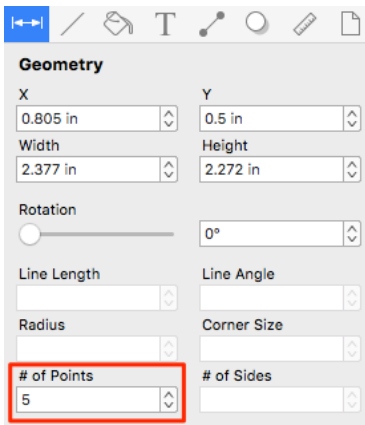 T
Geometry
X Y
0.805 in 0.5 in
Width Height
2.377 in 2.272 in
Rotation
0°
Line Length Line Angle
Radius Corner Size
# of Points # of Sides
5